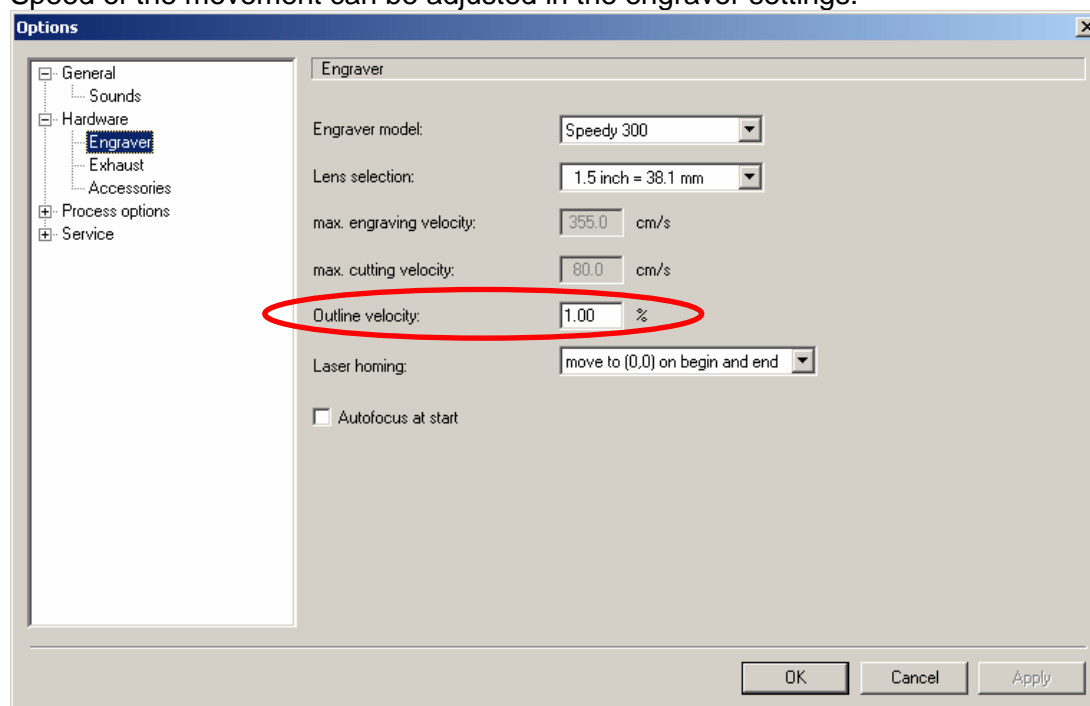 Speed of the movement can be adjusted in the engraver settings.
Options
General
Sounds
Hardware
Engraver
Exhaust
Accessories
Process options
Service
Engraver
Engraver model: Speedy 300
Lens selection: 1.5 inch = 38.1 mm
max. engraving velocity: 355.0 cm/s
max. cutting velocity: 80.0 cm/s
Outline velocity: 1.00 %
Laser homing: move to (0,0) on begin and end
Autofocus at start
OK Cancel Apply